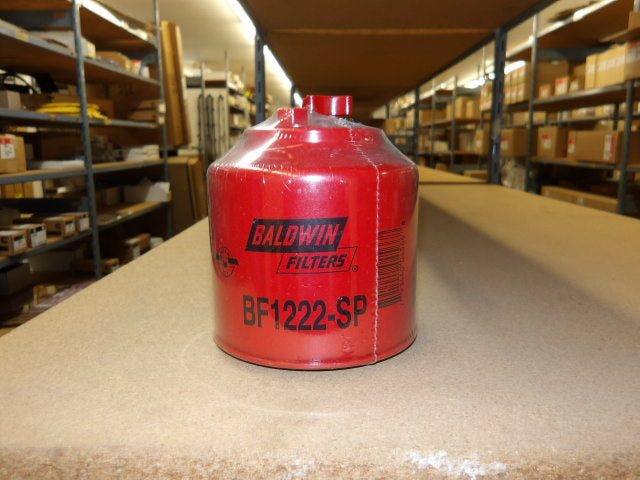 BALDWIN
FILTERS
®
BF1222-SP